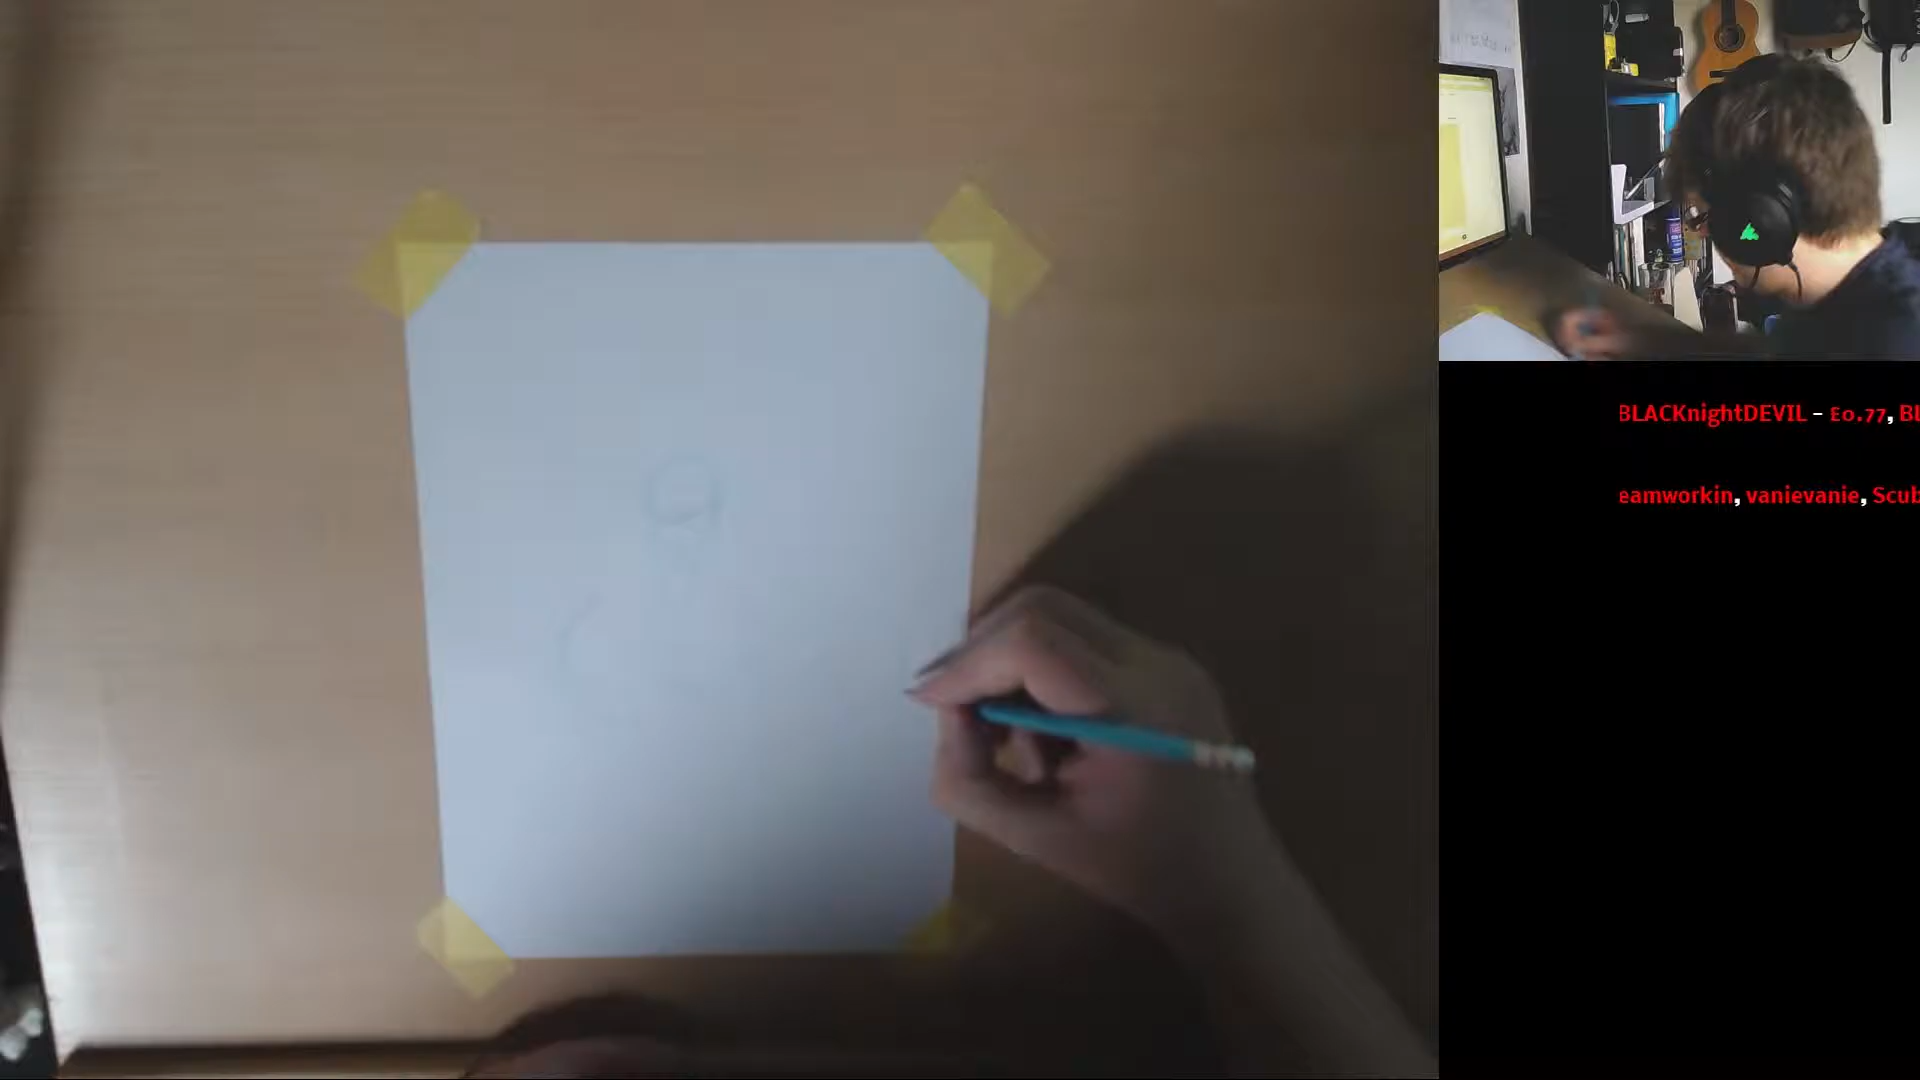 BLACKnightDEVIL - £0.77, BL
eamworkin, vanievanie, Scub